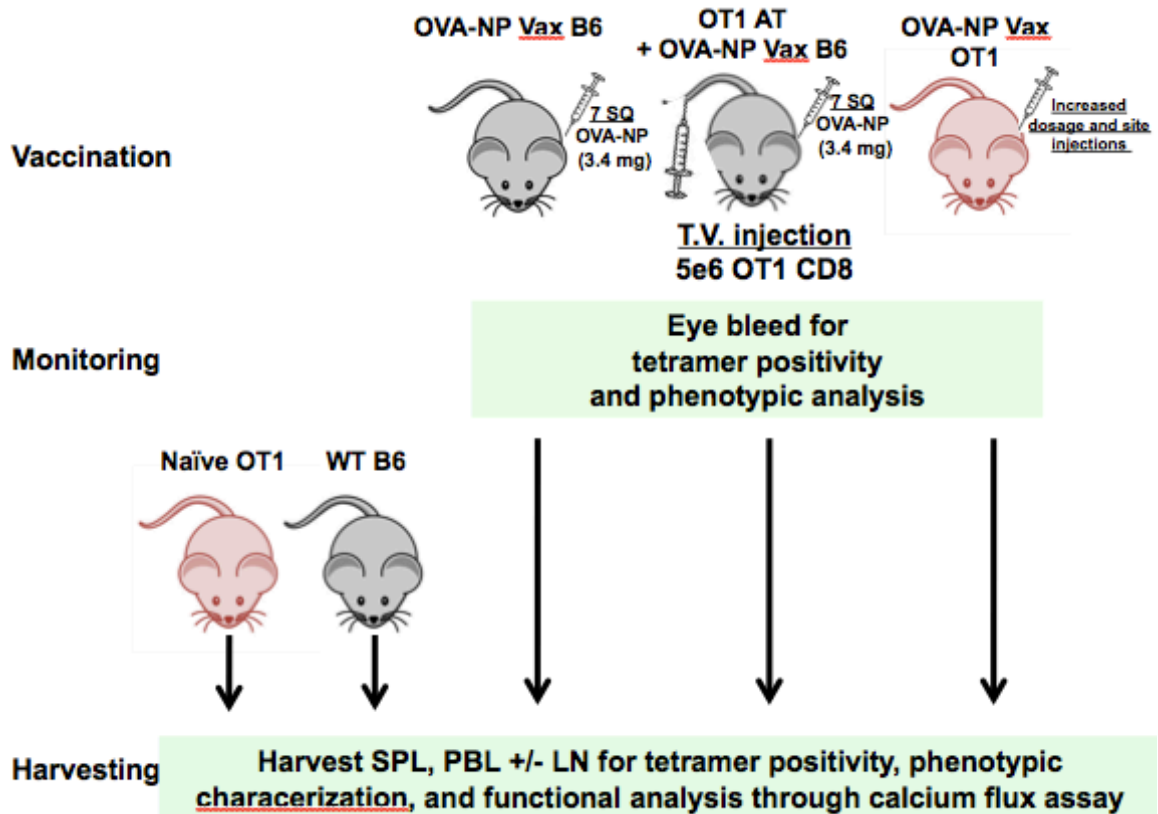 OVA-NP Vax B6
OT1 AT
+ OVA-NP Vax B6
OVA-NP Vax
OT1
Vaccination
7 SQ
OVA-NP
(3.4 mg)
7 SQ
OVA-NP
(3.4 mg)
Increased
dosage and site
injections
T.V. injection
5e6 OT1 CD8
Monitoring
Eye bleed for
tetramer positivity
and phenotypic analysis
Naïve OT1
WT B6
Harvesting
Harvest SPL, PBL +/- LN for tetramer positivity, phenotypic
characerization, and functional analysis through calcium flux assay